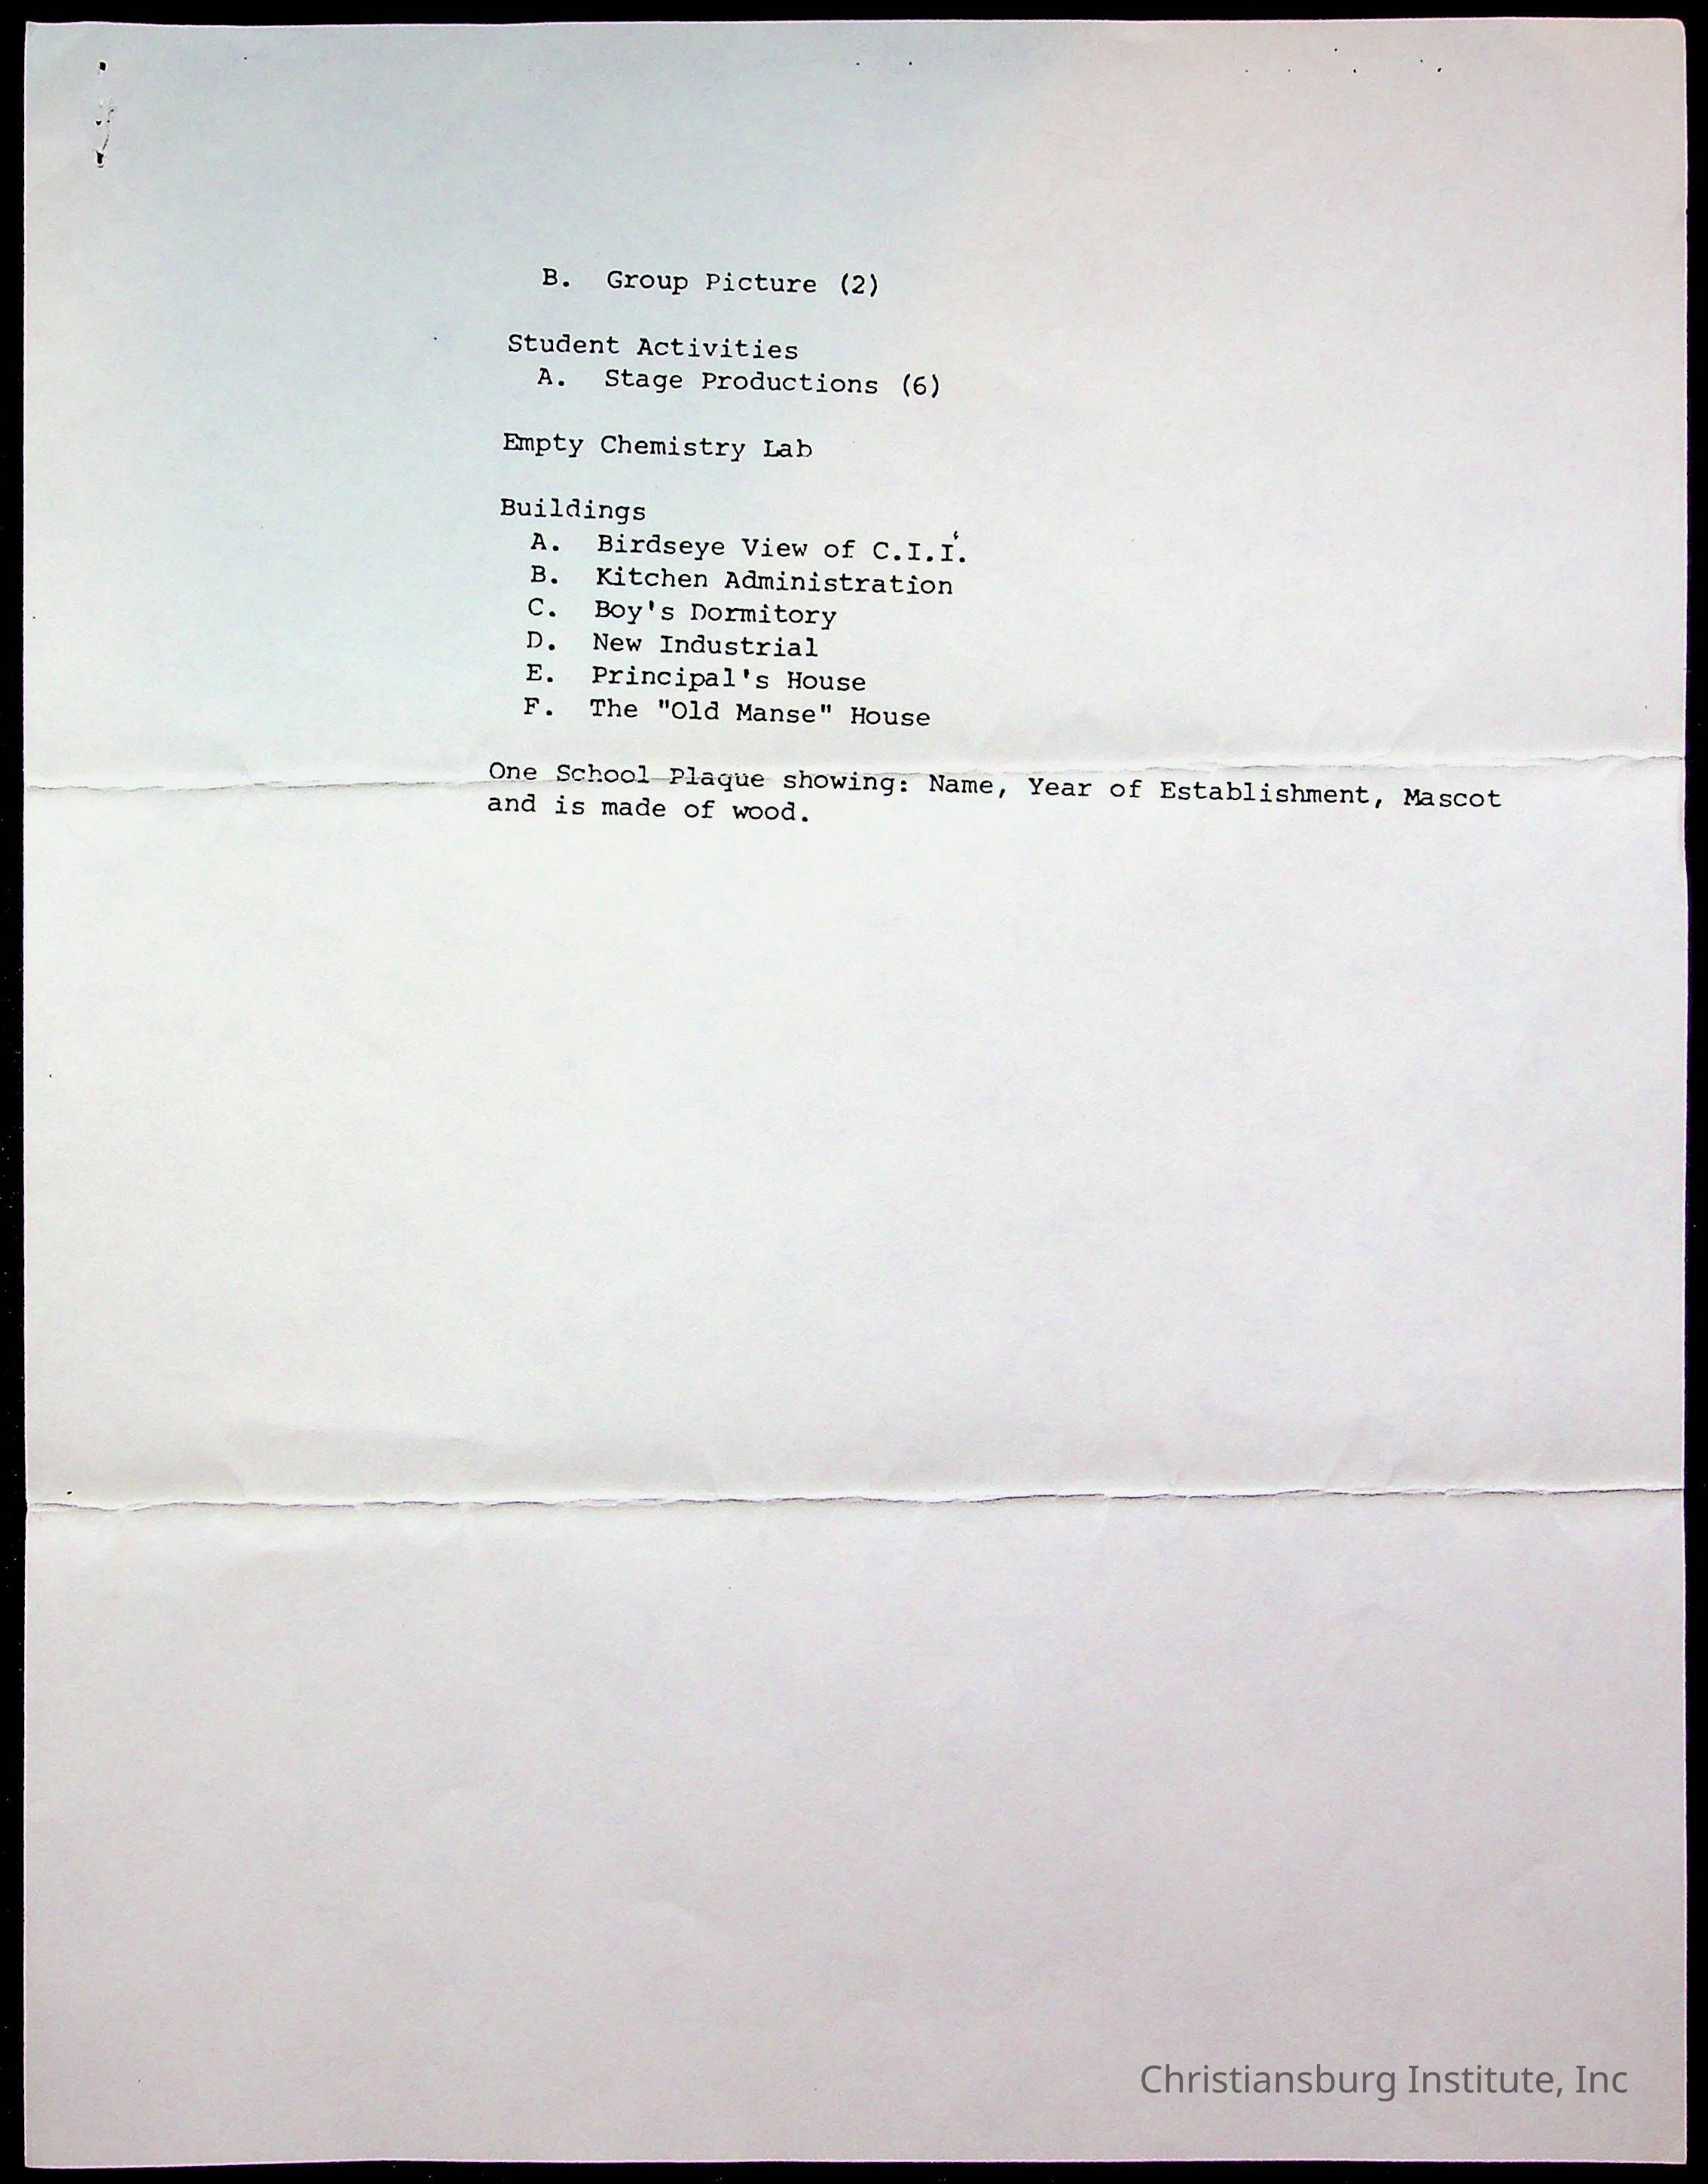 B. Group Picture (2)
Student Activities
A. Stage Productions (6)
Empty Chemistry Lab
Buildings
A. Birdseye View of C.I.I.
B. Kitchen Administration
C. Boy's Dormitory
D. New Industrial
E. Principal's House
F. The "Old Manse" House
One School Plaque showing: Name, Year of Establishment, Mascot
and is made of wood.
Christiansburg Institute, Inc